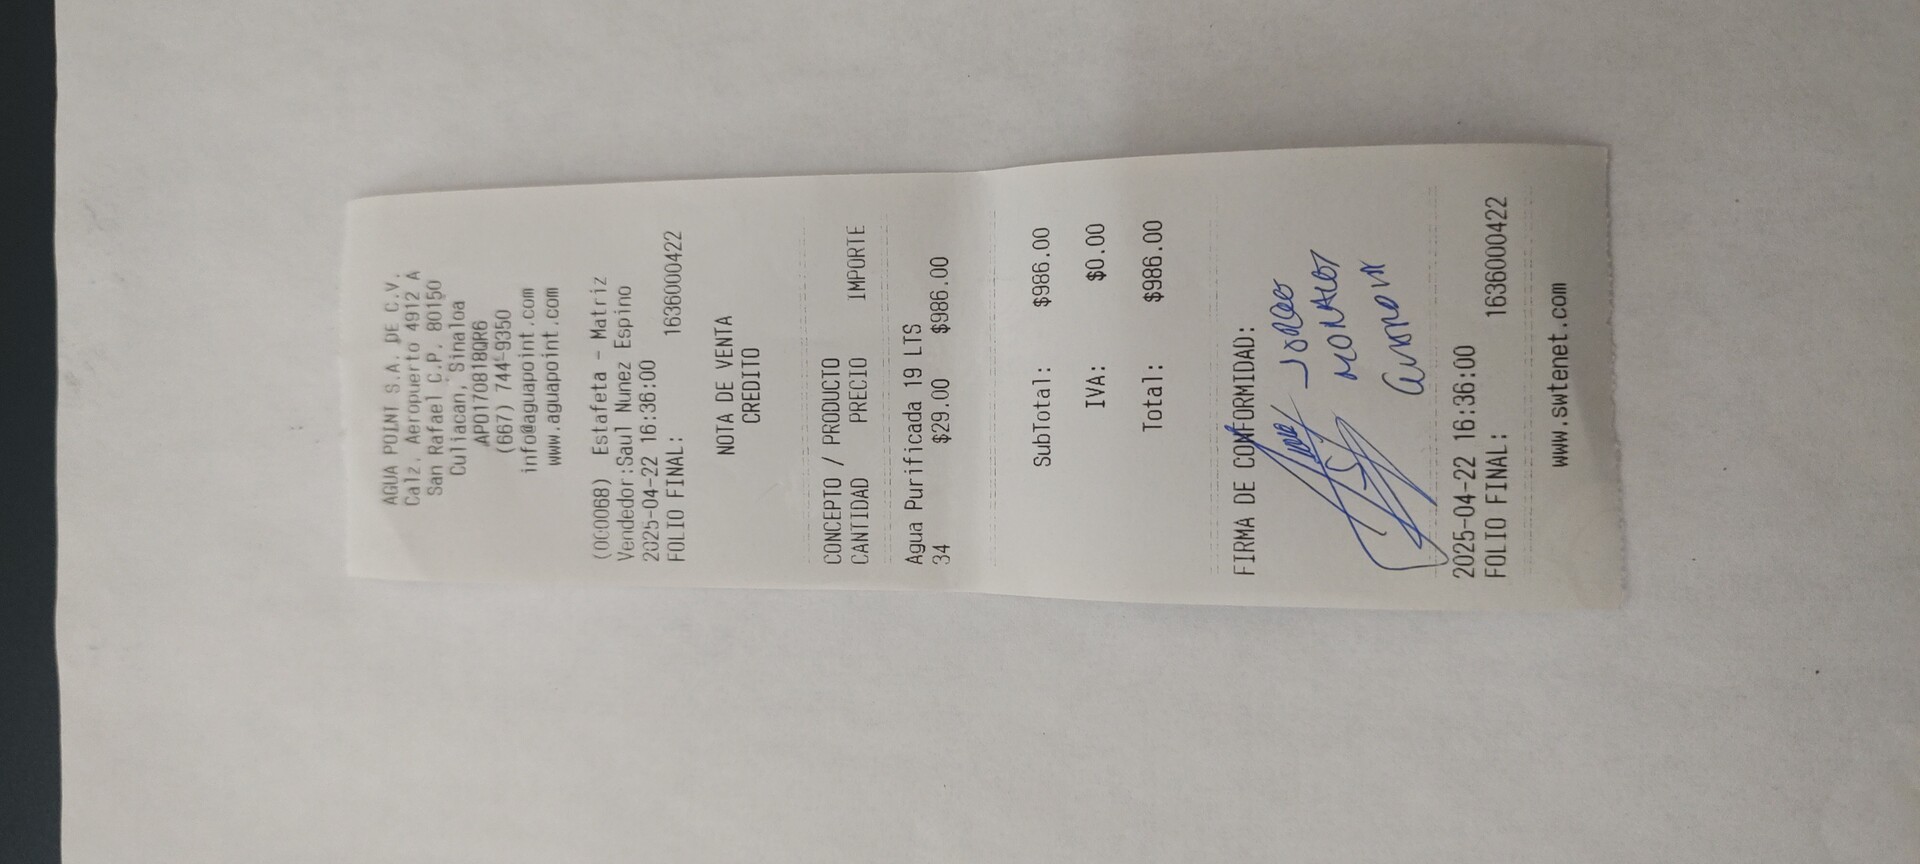 AGUA POINT S.A. DE C.V.
Calz. Aeropuerto 4912 A
San Rafael C.P. 80150
Culiacan, Sinaloa
APO170818QR6
(667) 744-9350
info@aguapoint.com
www.aguapoint.com
(000068), Estafeta - Matriz
Vendedor:Saul Nunez Espino
2025-04-22 16:36:00
FOLIO FINAL: 1636000422
NOTA DE VENTA
CREDITO
CONCEPTO / PRODUCTO
CANTIDAD PRECIO IMPORTE
Agua Purificada 19 LTS
34 $29.00 $986.00
SubTotal: $986.00
IVA: $0.00
Total: $986.00
FIRMA DE CONFORMIDAD:
2025-04-22 16:36:00
FOLIO FINAL: 1636000422
www.swtenet.com